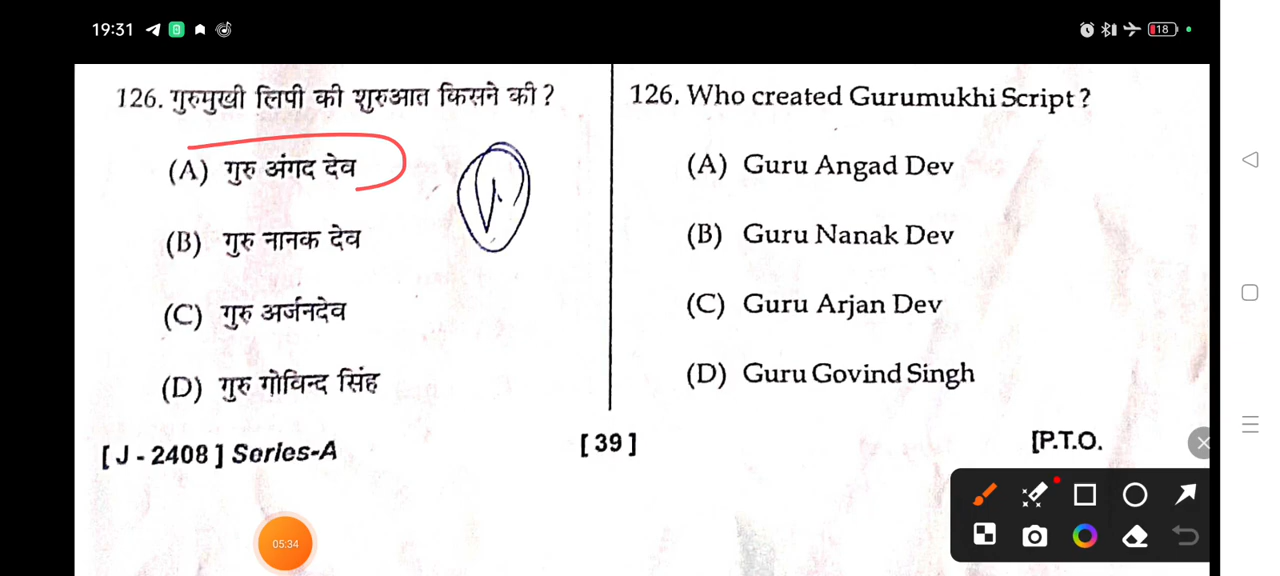 19:31
18
126. गुरुमुखी लिपी की शुरुआत किसने की ?
(A) गुरु अंगद देव
(B) गुरु नानक देव
(C) गुरु अर्जनदेव
(D) गुरु गोविन्द सिंह
[ J - 2408 ] Series-A
126. Who created Gurumukhi Script ?
(A) Guru Angad Dev
(B) Guru Nanak Dev
(C) Guru Arjan Dev
(D) Guru Govind Singh
[ 39 ]
[P.T.O.
05:34